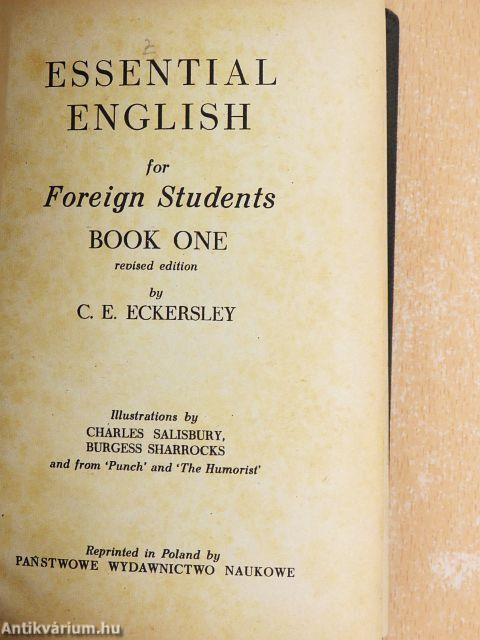 2
ESSENTIAL
ENGLISH
for
Foreign Students
BOOK ONE
revised edition
by
C. E. ECKERSLEY
Illustrations by
CHARLES SALISBURY,
BURGESS SHARROCKS
and from 'Punch' and 'The Humorist'
Reprinted in Poland by
PAŃSTWOWE WYDAWNICTWO NAUKOWE
Antikvárium.hu